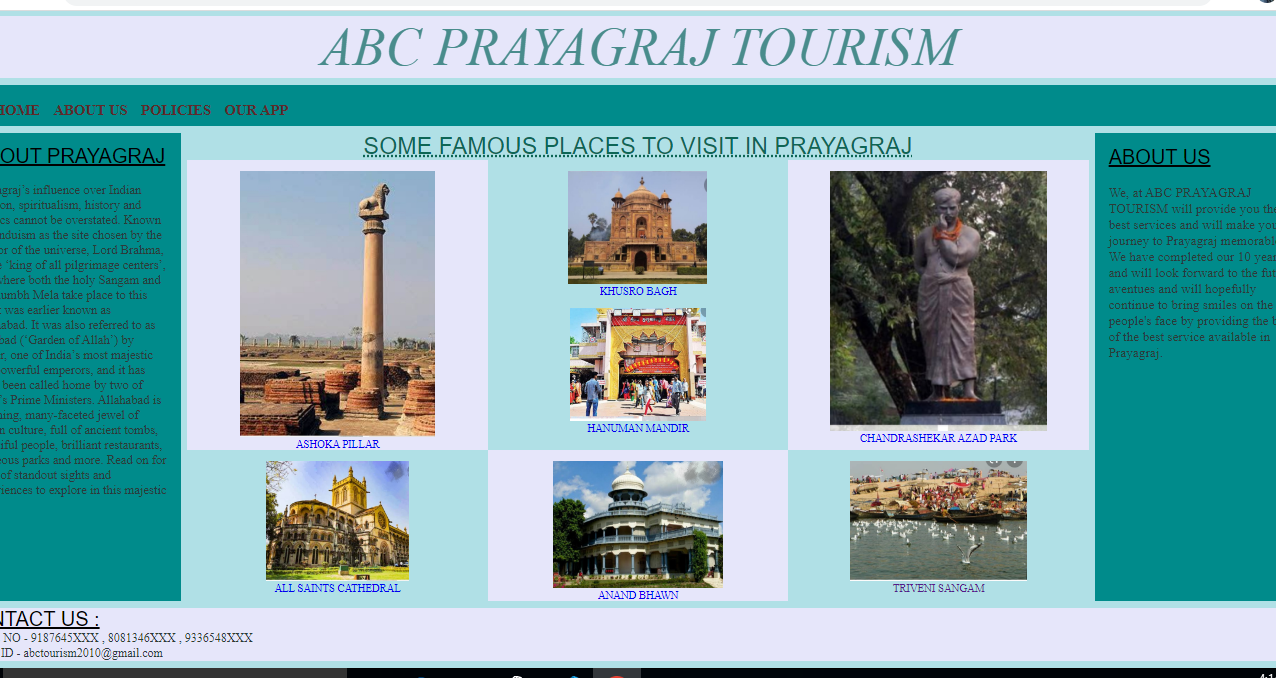 ABC PRAYAGRAJ TOURISM
HOME ABOUT US POLICIES OUR APP
OUT PRAYAGRAJ
agraj's influence over Indian
on, spiritualism, history and
cs cannot be overstated. Known
nduism as the site chosen by the
or of the universe, Lord Brahma,
'king of all pilgrimage centers',
where both the holy Sangam and
umbh Mela take place to this
was earlier known as
abad. It was also referred to as
bad ('Garden of Allah') by
r, one of India's most majestic
powerful emperors, and it has
been called home by two of
's Prime Ministers. Allahabad is
ning, many-faceted jewel of
n culture, full of ancient tombs,
iful people, brilliant restaurants,
eous parks and more. Read on for
of standout sights and
riences to explore in this majestic
SOME FAMOUS PLACES TO VISIT IN PRAYAGRAJ
ASHOKA PILLAR
KHUSRO BAGH
HANUMAN MANDIR
CHANDRASHEKAR AZAD PARK
ALL SAINTS CATHEDRAL
ANAND BHAWN
TRIVENI SANGAM
ABOUT US
We, at ABC PRAYAGRAJ
TOURISM will provide you the
best services and will make you
journey to Prayagraj memorabl
We have completed our 10 year
and will look forward to the fut
aventues and will hopefully
continue to bring smiles on the
people's face by providing the b
of the best service available in
Prayagraj.
NTACT US :
NO - 9187645XXX , 8081346XXX , 9336548XXX
ID - abctourism2010@gmail.com